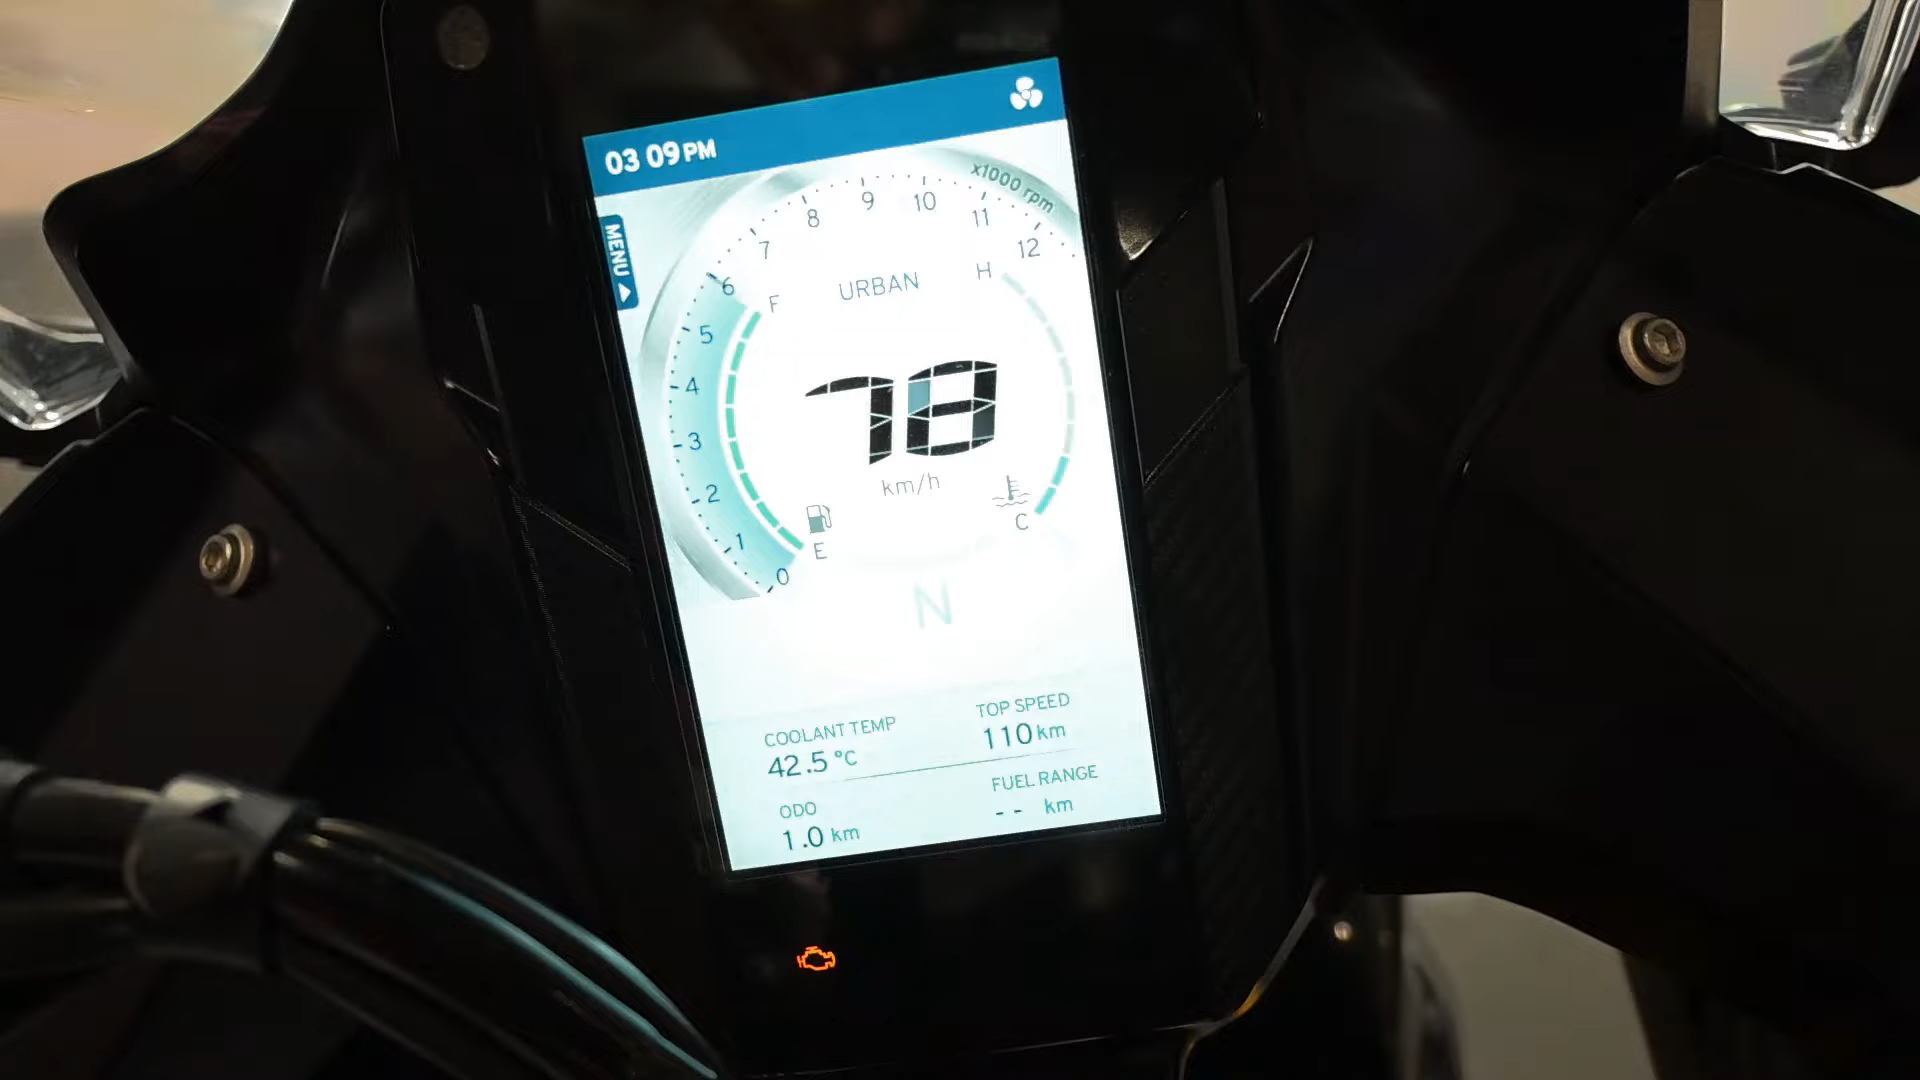 03 09 PM
MENU
x1000 rpm
0 1 2 3 4 5 6 7 8 9 10 11 12
F
URBAN
H
78
km/h
E
C
N
COOLANT TEMP
42.5 °C
TOP SPEED
110 km
ODO
1.0 km
FUEL RANGE
-- km